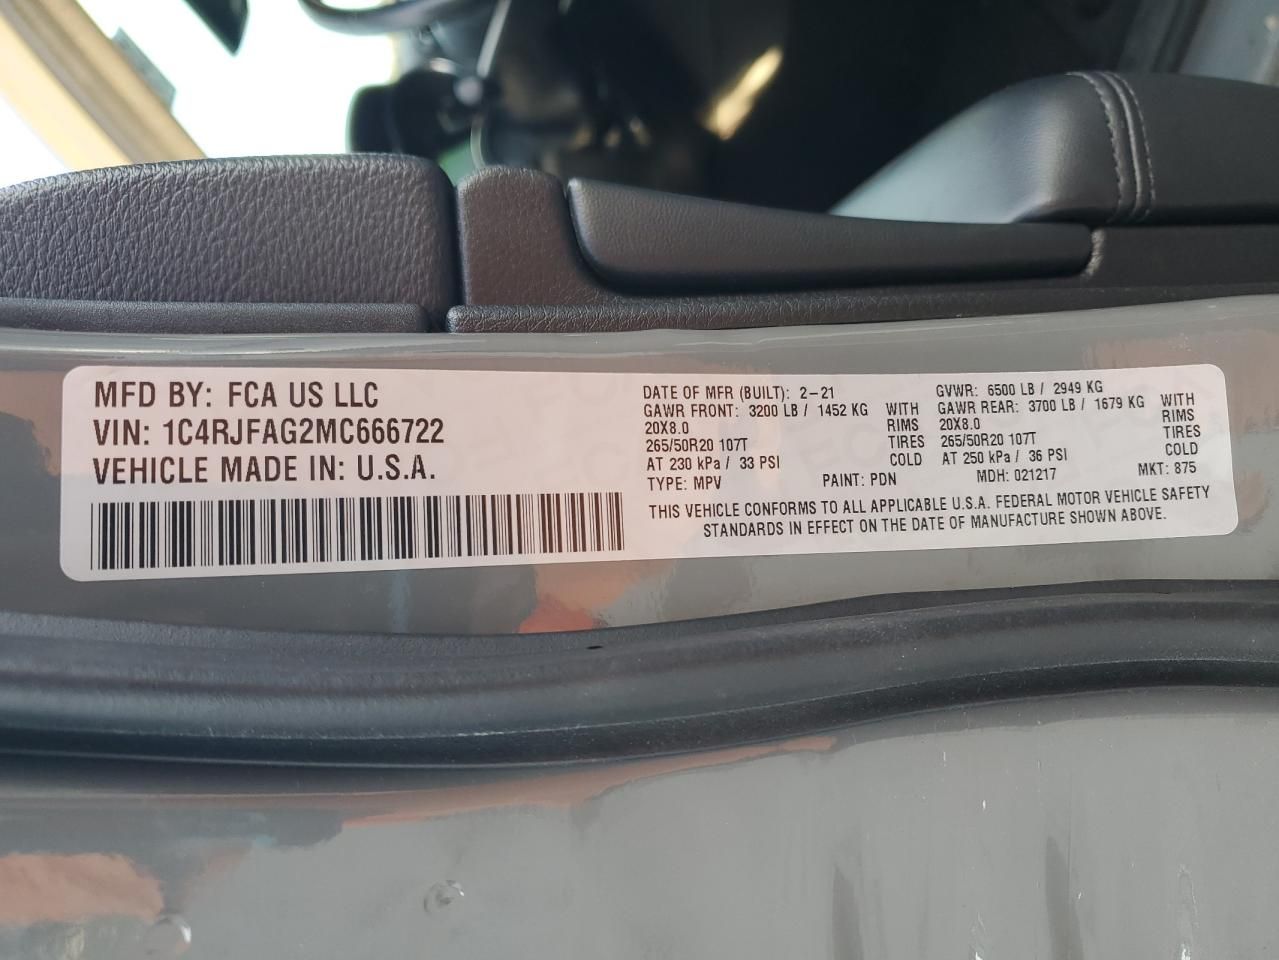 MFD BY: FCA US LLC
VIN: 1C4RJFAG2MC666722
VEHICLE MADE IN: U.S.A.
DATE OF MFR (BUILT): 2-21 GVWR: 6500 LB / 2949 KG
GAWR FRONT: 3200 LB / 1452 KG WITH GAWR REAR: 3700 LB / 1679 KG WITH
20X8.0 RIMS 20X8.0 RIMS
265/50R20 107T TIRES 265/50R20 107T TIRES
AT 230 kPa / 33 PSI COLD AT 250 kPa / 36 PSI COLD
TYPE: MPV PAINT: PDN MDH: 021217 MKT: 875
THIS VEHICLE CONFORMS TO ALL APPLICABLE U.S.A. FEDERAL MOTOR VEHICLE SAFETY
STANDARDS IN EFFECT ON THE DATE OF MANUFACTURE SHOWN ABOVE.